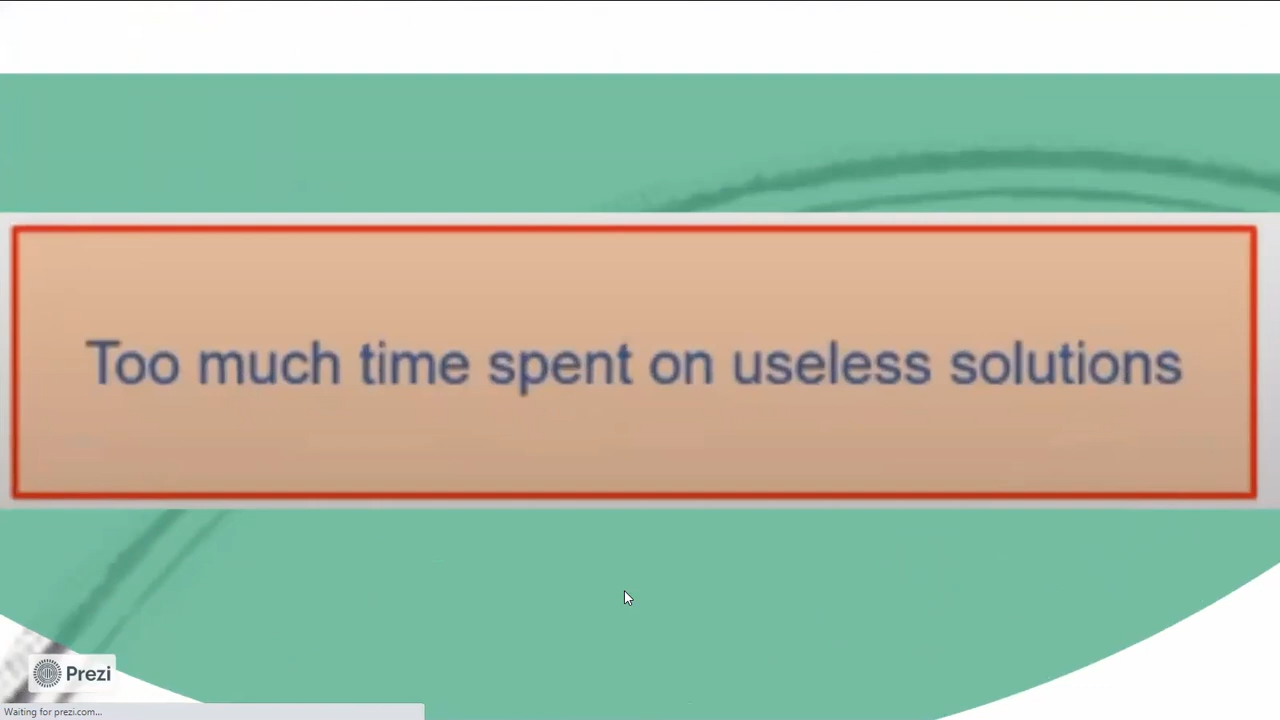 Too much time spent on useless solutions
Prezi
Waiting for prezi.com...